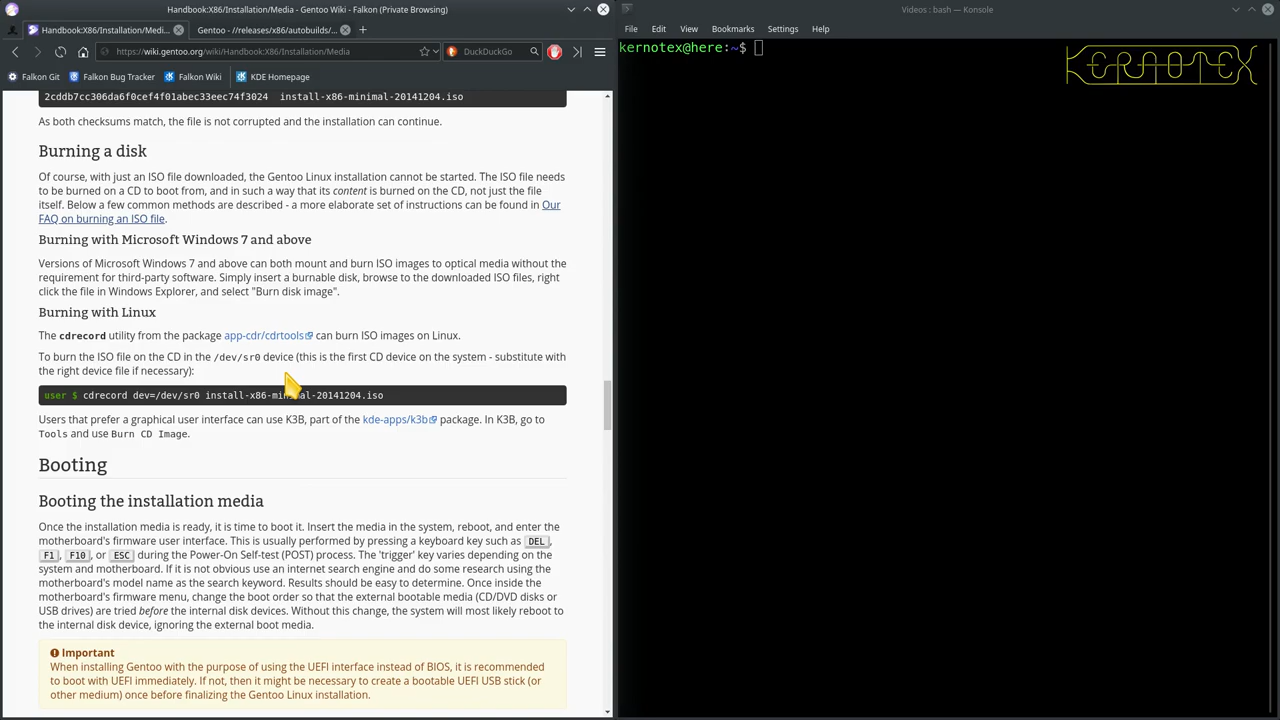 Handbook:X86/Installation/Media - Gentoo Wiki - Falkon (Private Browsing)
Handbook:X86/Installation/Medi...
Gentoo - //releases/x86/autobuilds/...
https://wiki.gentoo.org/wiki/Handbook:X86/Installation/Media
DuckDuckGo
Falkon Git
Falkon Bug Tracker
Falkon Wiki
KDE Homepage
2cddb7cc306da6f0cef4f01abec33eec74f3024  install-x86-minimal-20141204.iso
As both checksums match, the file is not corrupted and the installation can continue.
Burning a disk
Of course, with just an ISO file downloaded, the Gentoo Linux installation cannot be started. The ISO file needs
to be burned on a CD to boot from, and in such a way that its content is burned on the CD, not just the file
itself. Below a few common methods are described - a more elaborate set of instructions can be found in Our
FAQ on burning an ISO file.
Burning with Microsoft Windows 7 and above
Versions of Microsoft Windows 7 and above can both mount and burn ISO images to optical media without the
requirement for third-party software. Simply insert a burnable disk, browse to the downloaded ISO files, right
click the file in Windows Explorer, and select "Burn disk image".
Burning with Linux
The cdrecord utility from the package app-cdr/cdrtools can burn ISO images on Linux.
To burn the ISO file on the CD in the /dev/sr0 device (this is the first CD device on the system - substitute with
the right device file if necessary):
user $ cdrecord dev=/dev/sr0 install-x86-minimal-20141204.iso
Users that prefer a graphical user interface can use K3B, part of the kde-apps/k3b package. In K3B, go to
Tools and use Burn CD Image.
Booting
Booting the installation media
Once the installation media is ready, it is time to boot it. Insert the media in the system, reboot, and enter the
motherboard's firmware user interface. This is usually performed by pressing a keyboard key such as DEL,
F1, F10, or ESC during the Power-On Self-test (POST) process. The 'trigger' key varies depending on the
system and motherboard. If it is not obvious use an internet search engine and do some research using the
motherboard's model name as the search keyword. Results should be easy to determine. Once inside the
motherboard's firmware menu, change the boot order so that the external bootable media (CD/DVD disks or
USB drives) are tried before the internal disk devices. Without this change, the system will most likely reboot to
the internal disk device, ignoring the external boot media.
Important
When installing Gentoo with the purpose of using the UEFI interface instead of BIOS, it is recommended
to boot with UEFI immediately. If not, then it might be necessary to create a bootable UEFI USB stick (or
other medium) once before finalizing the Gentoo Linux installation.
Videos : bash — Konsole
File Edit View Bookmarks Settings Help
kernotex@here:~$
KERNOTEX